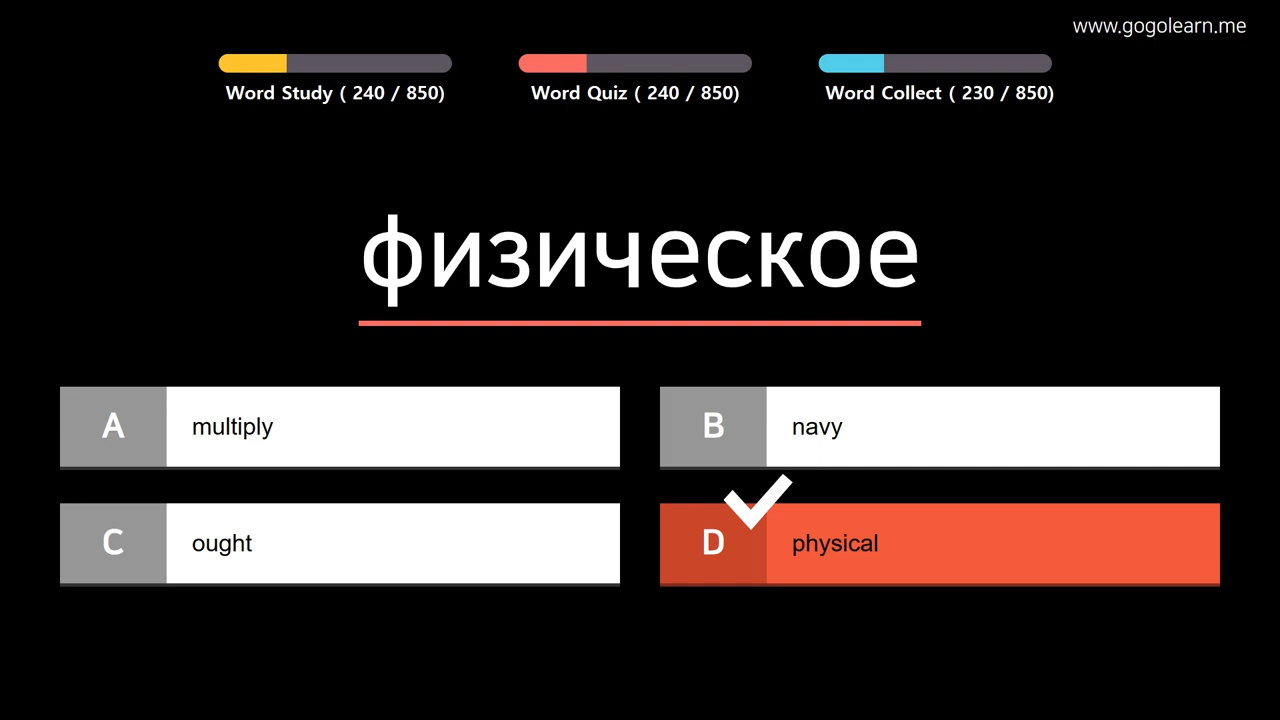 www.gogolearn.me
Word Study ( 240 / 850)
Word Quiz ( 240 / 850)
Word Collect ( 230 / 850)
физическое
A multiply
B navy
C ought
D physical